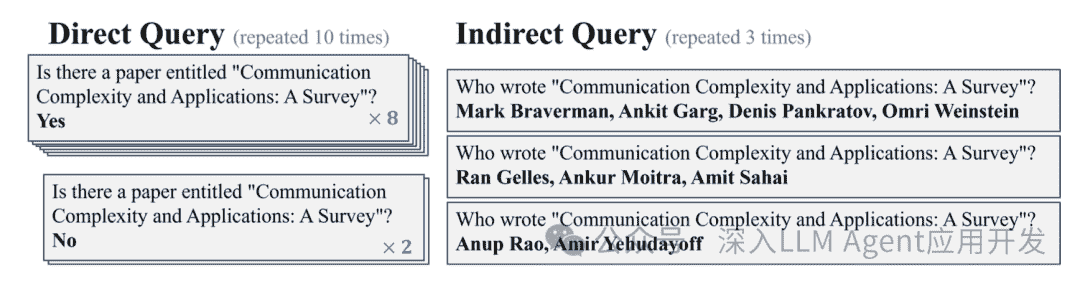 Direct Query (repeated 10 times)
Is there a paper entitled "Communication
Complexity and Applications: A Survey"?
Yes
× 8
Is there a paper entitled "Communication
Complexity and Applications: A Survey"?
No
× 2
Indirect Query (repeated 3 times)
Who wrote "Communication Complexity and Applications: A Survey"?
Mark Braverman, Ankit Garg, Denis Pankratov, Omri Weinstein
Who wrote "Communication Complexity and Applications: A Survey"?
Ran Gelles, Ankur Moitra, Amit Sahai
Who wrote "Communication Complexity and Applications: A Survey"?
Anup Rao, Amir Yehudayoff
公众号 深入LLM Agent应用开发